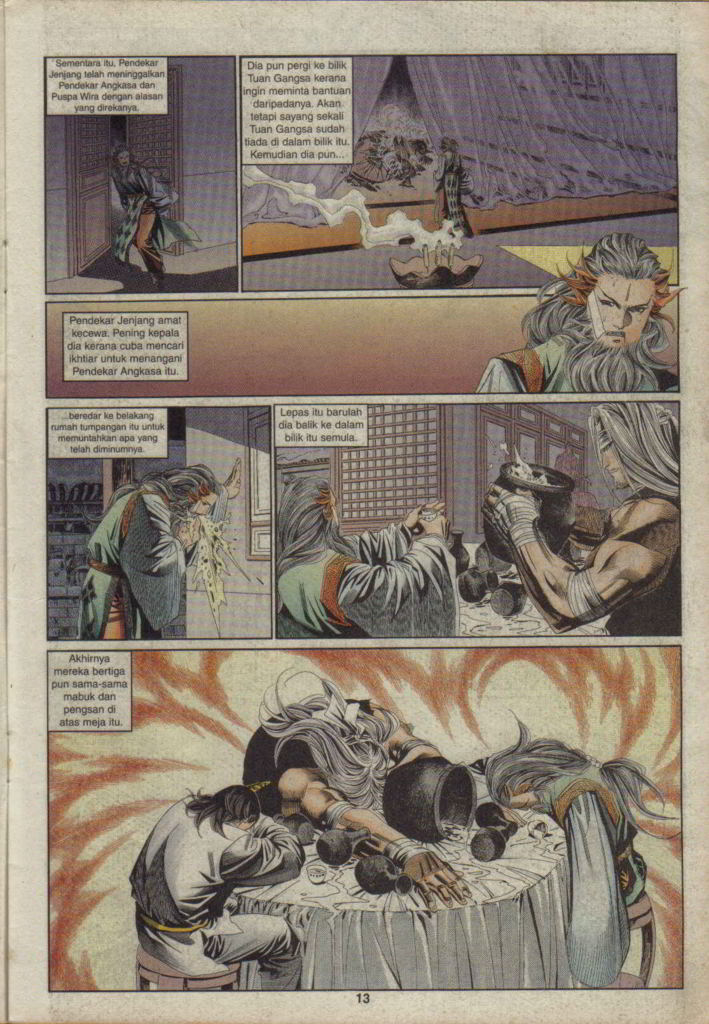 Sementara itu, Pendekar
Jenjang telah meninggalkan
Pendekar Angkasa dan
Puspa Wira dengan alasan
yang direkanya.
Dia pun pergi ke bilik
Tuan Gangsa kerana
ingin meminta bantuan
daripadanya. Akan
tetapi sayang sekali
Tuan Gangsa sudah
tiada di dalam bilik itu.
Kemudian dia pun...
Pendekar Jenjang amat
kecewa. Pening kepala
dia kerana cuba mencari
ikhtiar untuk menangani
Pendekar Angkasa itu.
...beredar ke belakang
rumah tumpangan itu untuk
memuntahkan apa yang
telah diminumnya.
Lepas itu barulah
dia balik ke dalam
bilik itu semula.
Akhirnya
mereka bertiga
pun sama-sama
mabuk dan
pengsan di
atas meja itu.
13